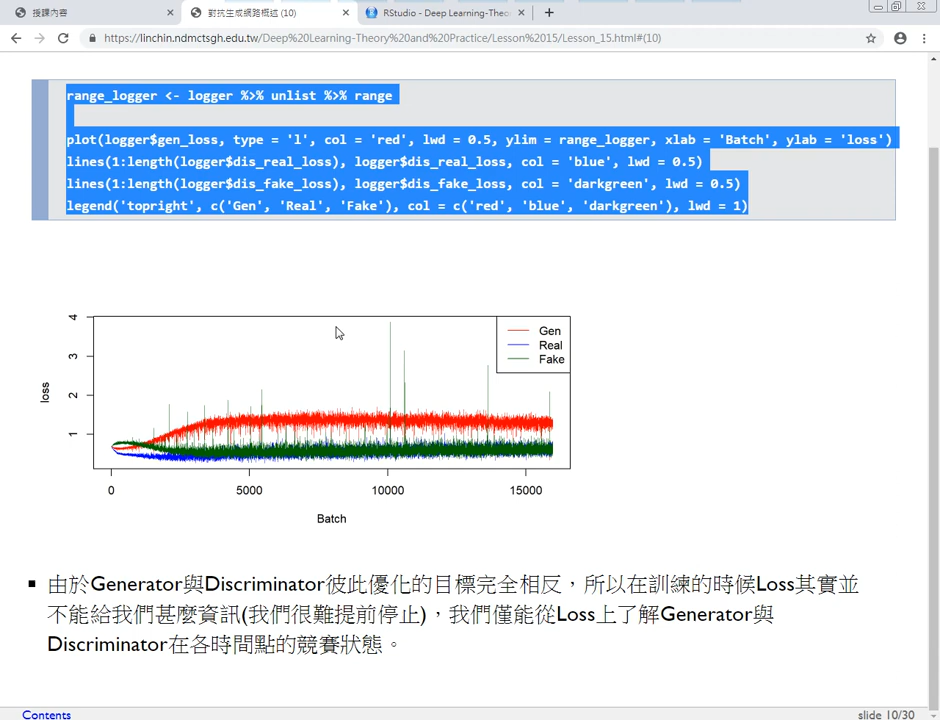 授課內容
對抗生成網路概述 (10)
RStudio - Deep Learning-Theo
https://linchin.ndmctsgh.edu.tw/Deep%20Learning-Theory%20and%20Practice/Lesson%2015/Lesson_15.html#(10)
range_logger <- logger %>% unlist %>% range
plot(logger$gen_loss, type = 'l', col = 'red', lwd = 0.5, ylim = range_logger, xlab = 'Batch', ylab = 'loss')
lines(1:length(logger$dis_real_loss), logger$dis_real_loss, col = 'blue', lwd = 0.5)
lines(1:length(logger$dis_fake_loss), logger$dis_fake_loss, col = 'darkgreen', lwd = 0.5)
legend('topright', c('Gen', 'Real', 'Fake'), col = c('red', 'blue', 'darkgreen'), lwd = 1)
4
3
2
1
loss
Gen
Real
Fake
0
5000
10000
15000
Batch
由於Generator與Discriminator彼此優化的目標完全相反，所以在訓練的時候Loss其實並
不能給我們甚麼資訊(我們很難提前停止)，我們僅能從Loss上了解Generator與
Discriminator在各時間點的競賽狀態。
Contents
slide 10/30